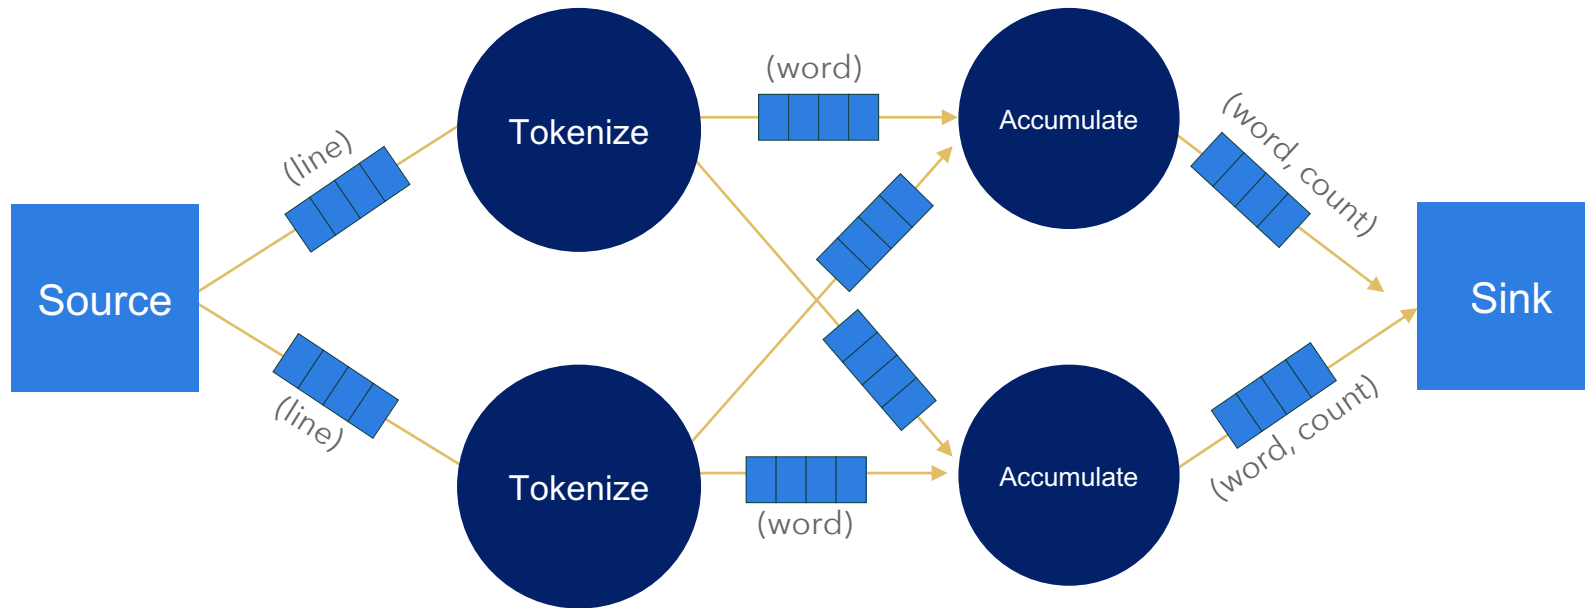 Source
(line)
(line)
Tokenize
Tokenize
(word)
(word)
Accumulate
Accumulate
(word, count)
(word, count)
Sink